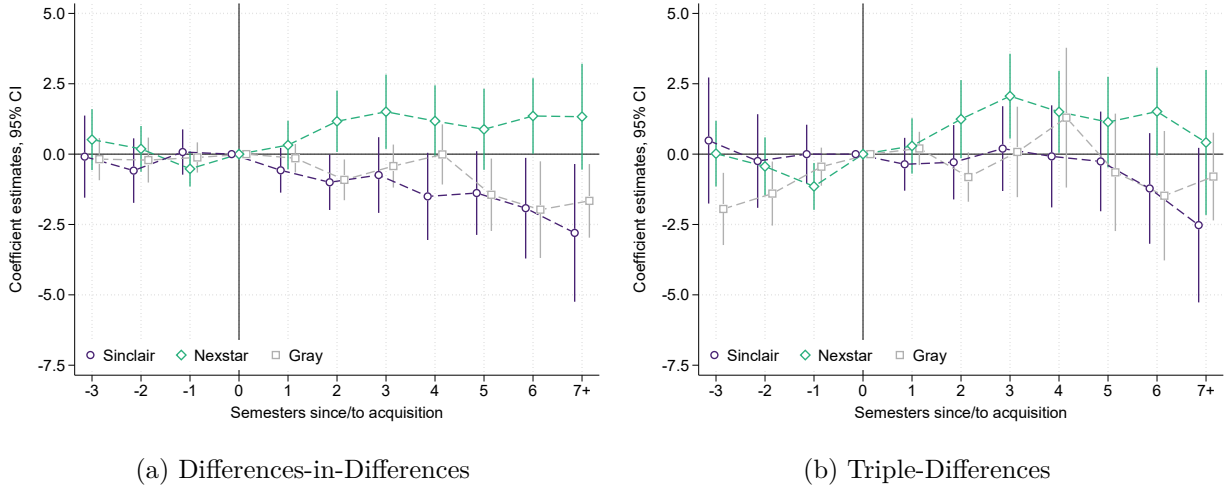 5.0
2.5
0.0
-2.5
-5.0
-7.5
Coefficient estimates, 95% CI
Sinclair Nexstar Gray
-3 -2 -1 0 1 2 3 4 5 6 7+
Semesters since/to acquisition
(a) Differences-in-Differences
5.0
2.5
0.0
-2.5
-5.0
-7.5
Coefficient estimates, 95% CI
Sinclair Nexstar Gray
-3 -2 -1 0 1 2 3 4 5 6 7+
Semesters since/to acquisition
(b) Triple-Differences